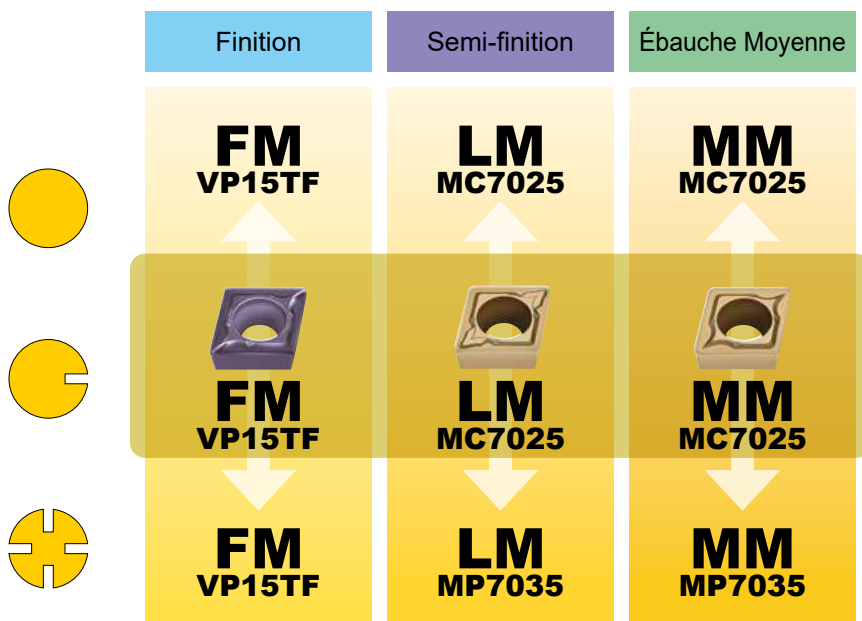 Finition
Semi-finition
Ébauche Moyenne
FM
VP15TF
LM
MC7025
MM
MC7025
FM
VP15TF
LM
MC7025
MM
MC7025
FM
VP15TF
LM
MP7035
MM
MP7035